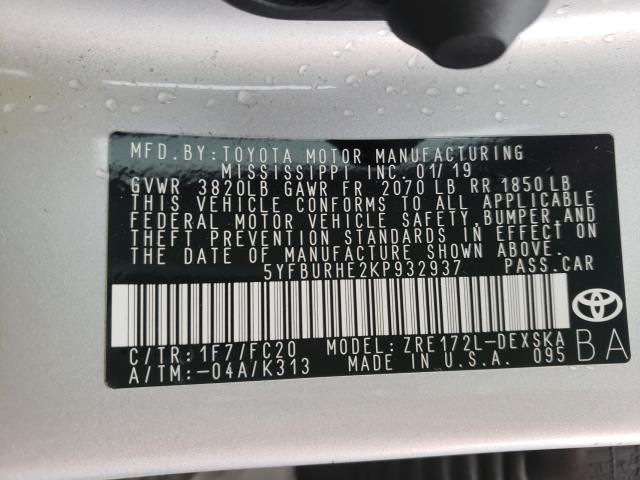 MFD.BY:TOYOTA MOTOR MANUFACTURING
MISSISSIPPI INC 01/19
GVWR 3820LB GAWR FR 2070 LB RR 1850 LB
THIS VEHICLE CONFORMS TO ALL APPLICABLE
FEDERAL MOTOR VEHICLE SAFETY, BUMPER, AND
THEFT PREVENTION STANDARDS IN EFFECT ON
THE DATE OF MANUFACTURE SHOWN ABOVE.
5YFBURHE2KP932937 PASS.CAR
C/TR:1F7/FC20 MODEL:ZRE172L-DEXSKA
A/TM:-04A/K313 MADE IN U.S.A. 095
BA